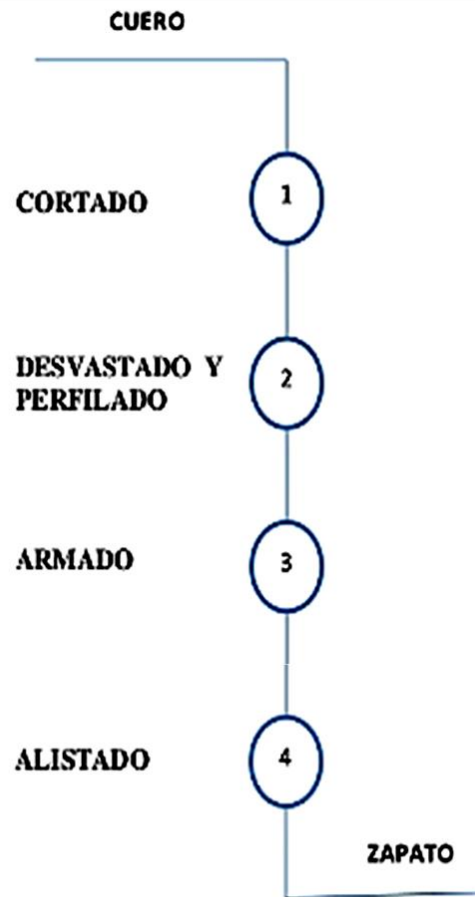 CUERO
CORTADO
1
DESVASTADO Y
PERFILADO
2
ARMADO
3
ALISTADO
4
ZAPATO